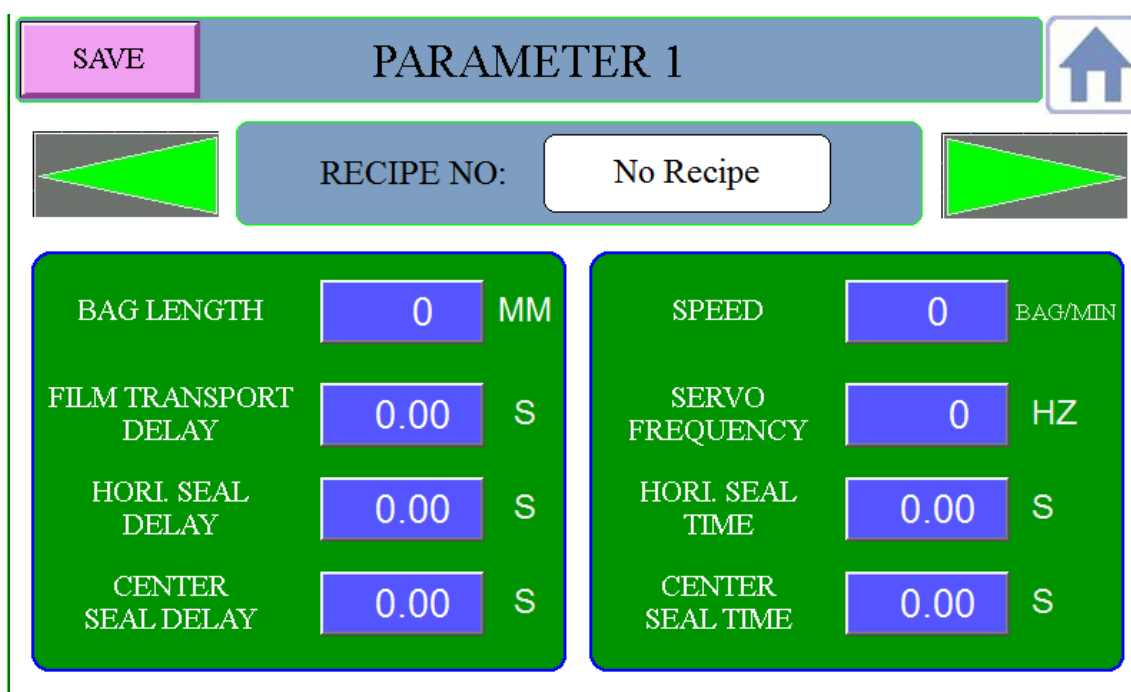 SAVE
PARAMETER 1
RECIPE NO:
No Recipe
BAG LENGTH
0
MM
FILM TRANSPORT
DELAY
0.00
S
HORI. SEAL
DELAY
0.00
S
CENTER
SEAL DELAY
0.00
S
SPEED
0
BAG/MIN
SERVO
FREQUENCY
0
HZ
HORI. SEAL
TIME
0.00
S
CENTER
SEAL TIME
0.00
S